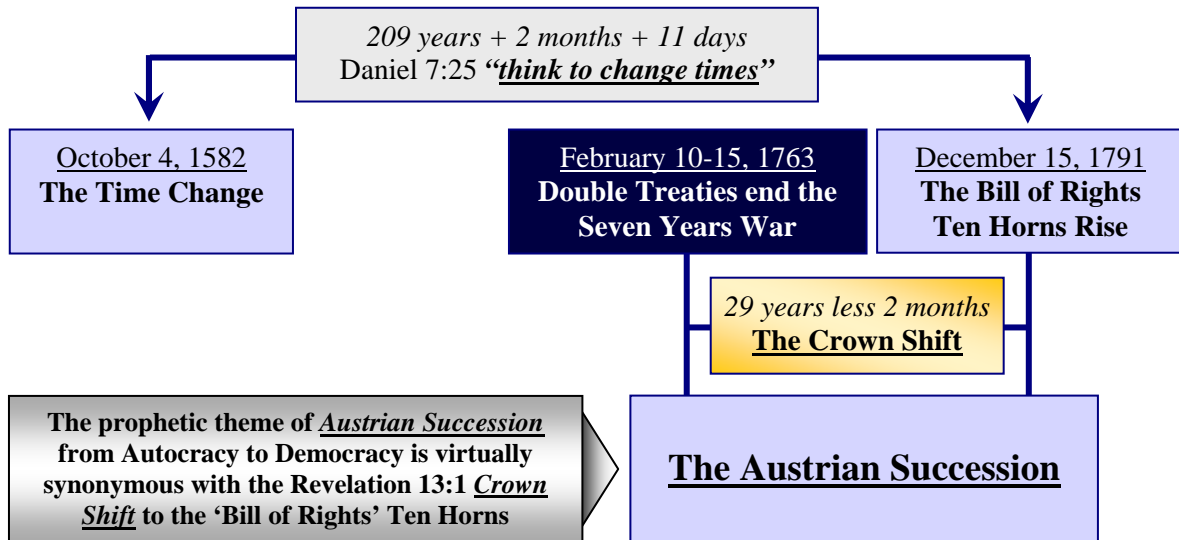 209 years + 2 months + 11 days
Daniel 7:25 “think to change times”
October 4, 1582
The Time Change
February 10-15, 1763
Double Treaties end the
Seven Years War
December 15, 1791
The Bill of Rights
Ten Horns Rise
29 years less 2 months
The Crown Shift
The prophetic theme of Austrian Succession
from Autocracy to Democracy is virtually
synonymous with the Revelation 13:1 Crown
Shift to the ‘Bill of Rights’ Ten Horns
The Austrian Succession